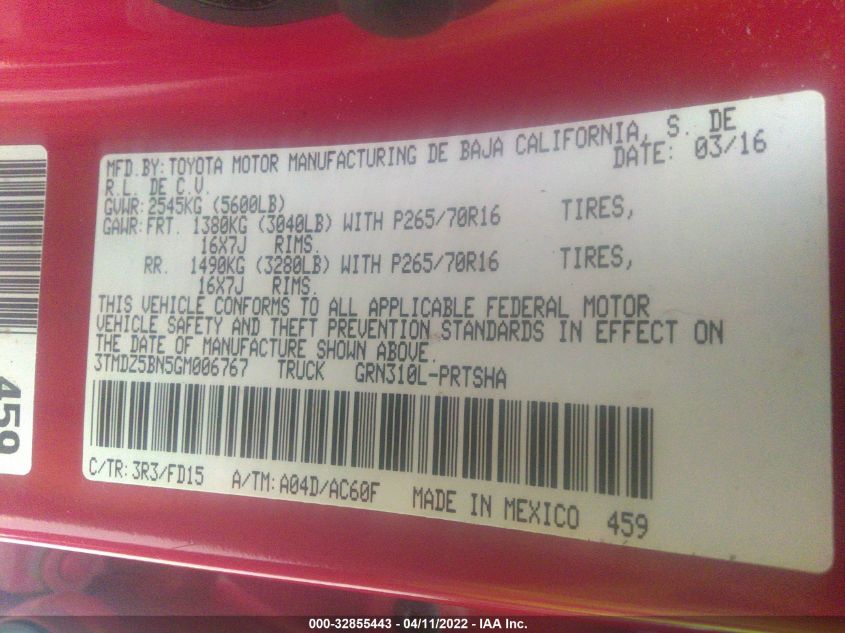 MFD.BY: TOYOTA MOTOR MANUFACTURING DE BAJA CALIFORNIA, S. DE
R.L. DE C.V. DATE: 03/16
GVWR: 2545KG (5600LB)
GAWR: FRT. 1380KG (3040LB) WITH P265/70R16 TIRES,
16X7J RIMS.
RR. 1490KG (3280LB) WITH P265/70R16 TIRES,
16X7J RIMS.
THIS VEHICLE CONFORMS TO ALL APPLICABLE FEDERAL MOTOR
VEHICLE SAFETY AND THEFT PREVENTION STANDARDS IN EFFECT ON
THE DATE OF MANUFACTURE SHOWN ABOVE.
3TMDZ5BN5GM006767 TRUCK GRN310L-PRTSHA
C/TR: 3R3/FD15 A/TM: A04D/AC60F MADE IN MEXICO 459
459
000-32855443 - 04/11/2022 - IAA Inc.